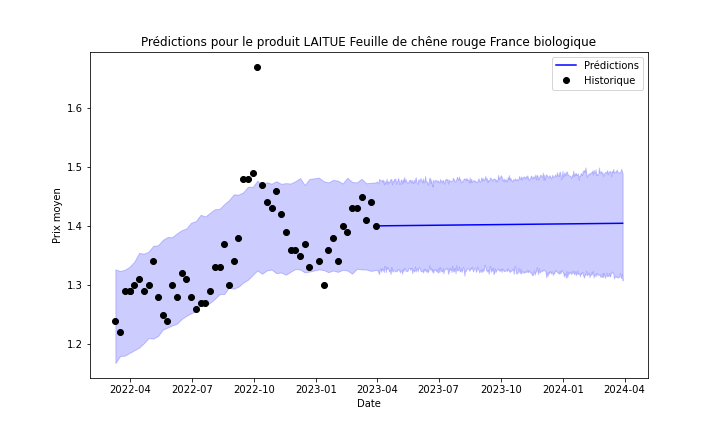 Prédictions pour le produit LAITUE Feuille de chêne rouge France biologique
Prédictions
Historique
1.6
1.5
1.4
1.3
1.2
Prix moyen
2022-04 2022-07 2022-10 2023-01 2023-04 2023-07 2023-10 2024-01 2024-04
Date